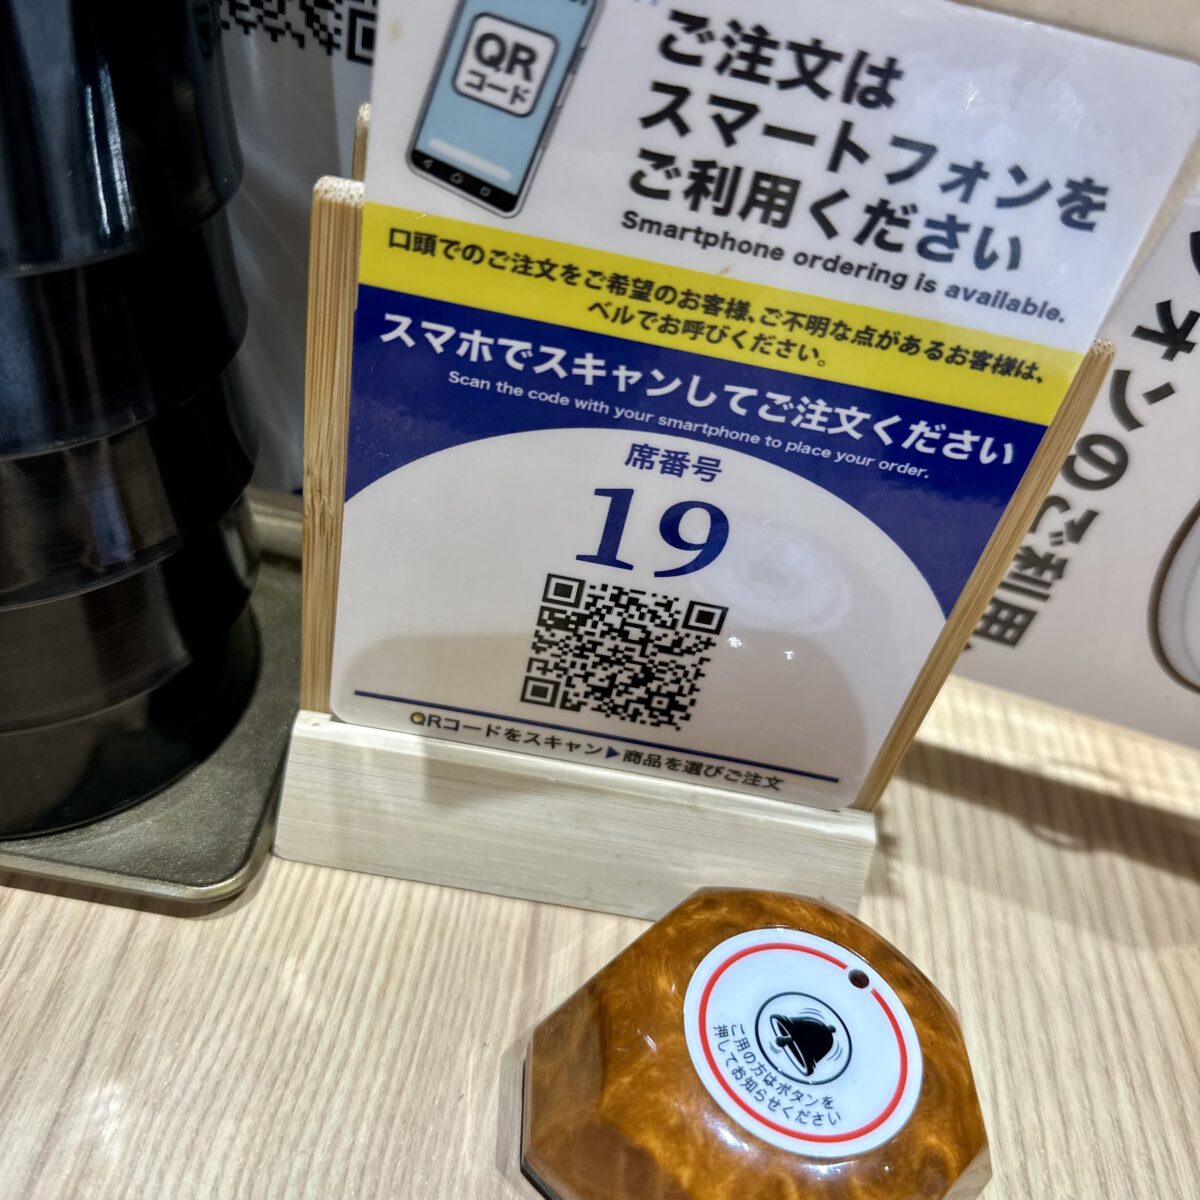 QR
コード
ご注文は
スマートフォンを
ご利用ください
Smartphone ordering is available.
口頭でのご注文をご希望のお客様、ご不明な点があるお客様は、
ベルでお呼びください。
スマホでスキャンしてご注文ください
Scan the code with your smartphone to place your order.
席番号
19
QRコードをスキャン▶商品を選びご注文
ォンのご利用
ご用の方はボタンを
押してお知らせください